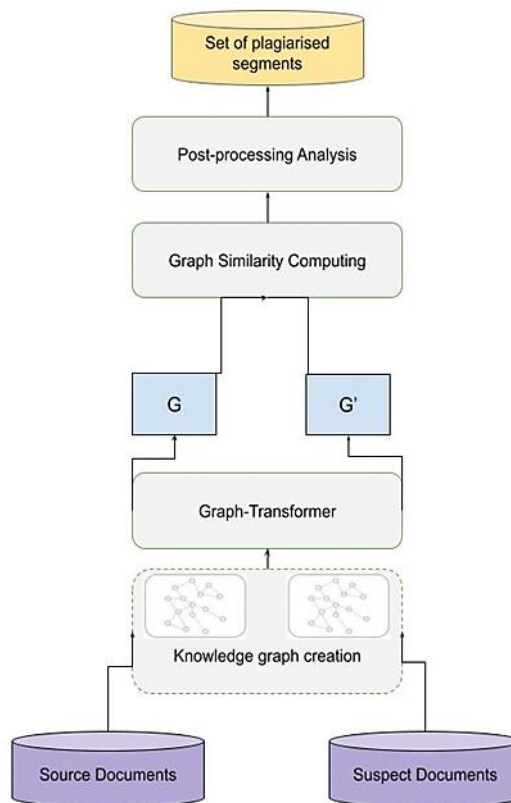 Set of plagiarised
segments
Post-processing Analysis
Graph Similarity Computing
G
G'
Graph-Transformer
Knowledge graph creation
Source Documents
Suspect Documents